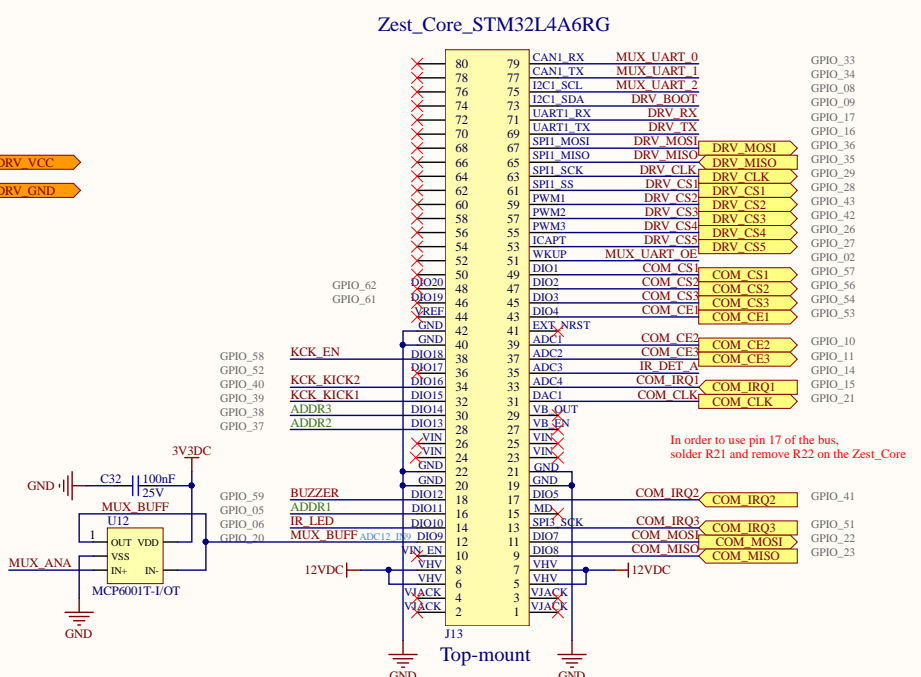 Zest_Core_STM32L4A6RG
80 79 CAN1_RX MUX_UART_0 GPIO_33
78 77 CAN1_TX MUX_UART_1 GPIO_34
76 75 I2C1_SCL MUX_UART_2 GPIO_08
74 73 I2C1_SDA DRV_BOOT GPIO_09
72 71 UART1_RX DRV_RX GPIO_17
70 69 UART1_TX DRV_TX GPIO_16
68 67 SPI1_MOSI DRV_MOSI DRV_MOSI GPIO_36
DRV_VCC 66 65 SPI1_MISO DRV_MISO DRV_MISO GPIO_35
64 63 SPI1_SCK DRV_CLK DRV_CLK GPIO_29
DRV_GND 62 61 SPI1_SS DRV_CS1 DRV_CS1 GPIO_28
60 59 PWM1 DRV_CS2 DRV_CS2 GPIO_43
58 57 PWM2 DRV_CS3 DRV_CS3 GPIO_42
56 55 PWM3 DRV_CS4 DRV_CS4 GPIO_26
54 53 ICAPT DRV_CS5 DRV_CS5 GPIO_27
52 51 WKUP MUX_UART_OE GPIO_02
50 49 DIO1 COM_CS1 COM_CS1 GPIO_57
GPIO_62 DIO20 48 47 DIO2 COM_CS2 COM_CS2 GPIO_56
GPIO_61 DIO19 46 45 DIO3 COM_CS3 COM_CS3 GPIO_54
VREF 44 43 DIO4 COM_CE1 COM_CE1 GPIO_53
GND 42 41 EXT_NRST
GND 40 39 ADC1 COM_CE2 COM_CE2 GPIO_10
GPIO_58 KCK_EN DIO18 38 37 ADC2 COM_CE3 COM_CE3 GPIO_11
GPIO_52 DIO17 36 35 ADC3 IR_DET_A GPIO_14
GPIO_40 KCK_KICK2 DIO16 34 33 ADC4 COM_IRQ1 COM_IRQ1 GPIO_15
GPIO_39 KCK_KICK1 DIO15 32 31 DAC1 COM_CLK COM_CLK GPIO_21
GPIO_38 ADDR3 DIO14 30 29 VB_OUT
GPIO_37 ADDR2 DIO13 28 27 VB_EN
VIN 26 25 VIN
VIN 24 23 VIN
In order to use pin 17 of the bus,
solder R21 and remove R22 on the Zest_Core
GND 22 21 GND
GND 20 19 GND
GPIO_59 BUZZER DIO12 18 17 DIO5 COM_IRQ2 COM_IRQ2 GPIO_41
GPIO_05 ADDR1 DIO11 16 15 MD
GPIO_06 IR_LED DIO10 14 13 SPI3_SCK COM_IRQ3 COM_IRQ3 GPIO_51
GPIO_20 MUX_BUFF ADC12_IN9 DIO9 12 11 DIO7 COM_MOSI COM_MOSI GPIO_22
VIN_EN 10 9 DIO8 COM_MISO COM_MISO GPIO_23
12VDC VHV 8 7 VHV 12VDC
VHV 6 5 VHV
VJACK 4 3 VJACK
VJACK 2 1 VJACK
J13
Top-mount
GND GND
3V3DC
GND C32 100nF
25V
MUX_BUFF
U12
1 OUT VDD
VSS
MUX_ANA IN+ IN-
MCP6001T-I/OT
GND